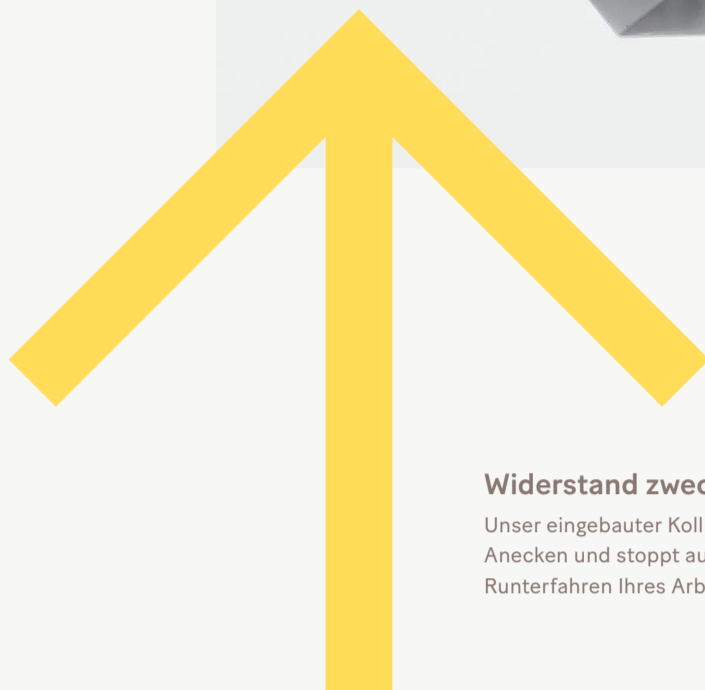 Widerstand zwec
Unser eingebauter Koll
Anecken und stoppt au
Runterfahren Ihres Arb